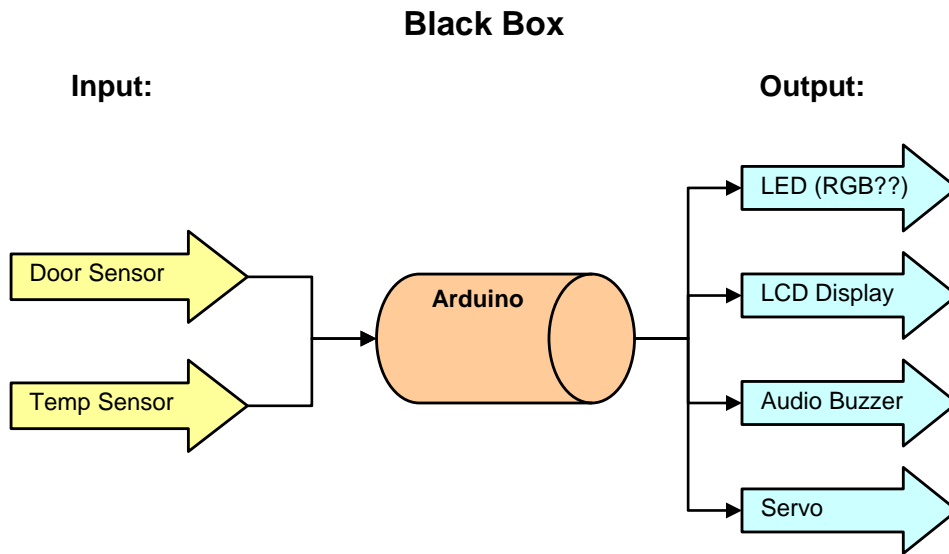 Black Box
Input:
Output:
LED (RGB??)
Door Sensor
LCD Display
Arduino
Temp Sensor
Audio Buzzer
Servo